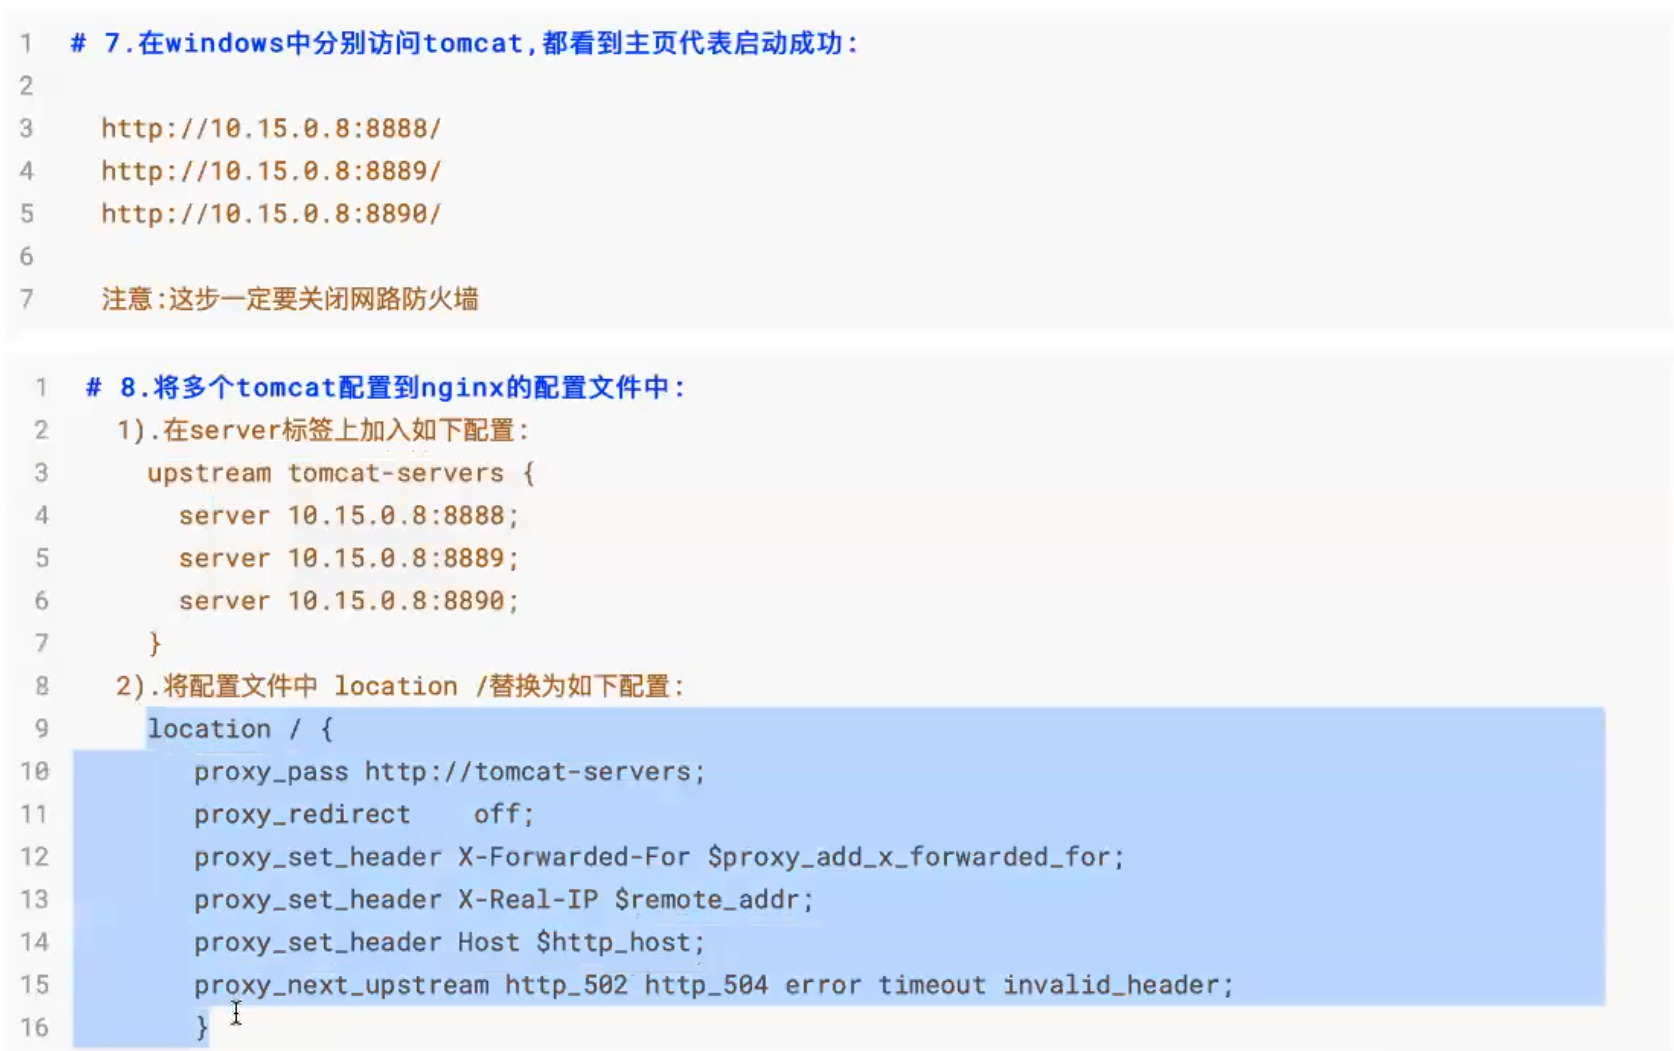 1 # 7.在windows中分别访问tomcat,都看到主页代表启动成功:
2
3 http://10.15.0.8:8888/
4 http://10.15.0.8:8889/
5 http://10.15.0.8:8890/
6
7 注意:这步一定要关闭网路防火墙
1 # 8.将多个tomcat配置到nginx的配置文件中:
2 1).在server标签上加入如下配置:
3 upstream tomcat-servers {
4 server 10.15.0.8:8888;
5 server 10.15.0.8:8889;
6 server 10.15.0.8:8890;
7 }
8 2).将配置文件中 location /替换为如下配置:
9 location / {
10 proxy_pass http://tomcat-servers;
11 proxy_redirect off;
12 proxy_set_header X-Forwarded-For $proxy_add_x_forwarded_for;
13 proxy_set_header X-Real-IP $remote_addr;
14 proxy_set_header Host $http_host;
15 proxy_next_upstream http_502 http_504 error timeout invalid_header;
16 }